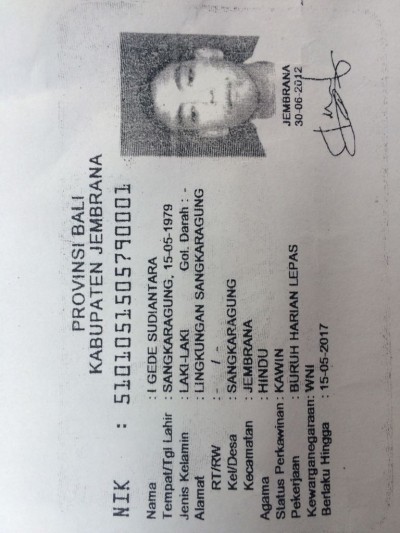 PROVINSI BALI
KABUPATEN JEMBRANA
NIK : 5101051505790001
Nama : I GEDE SUDIANTARA
Tempat/Tgl Lahir : SANGKARAGUNG, 15-05-1979
Jenis Kelamin : LAKI-LAKI Gol. Darah : -
Alamat : LINGKUNGAN SANGKARAGUNG
RT/RW : - / -
Kel/Desa : SANGKARAGUNG
Kecamatan : JEMBRANA
Agama : HINDU
Status Perkawinan : KAWIN
Pekerjaan : BURUH HARIAN LEPAS
Kewarganegaraan: WNI
Berlaku Hingga : 15-05-2017
JEMBRANA
30-06-2012